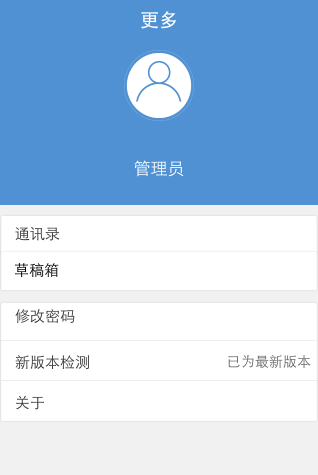 更多
管理员
通讯录
草稿箱
修改密码
新版本检测 已为最新版本
关于